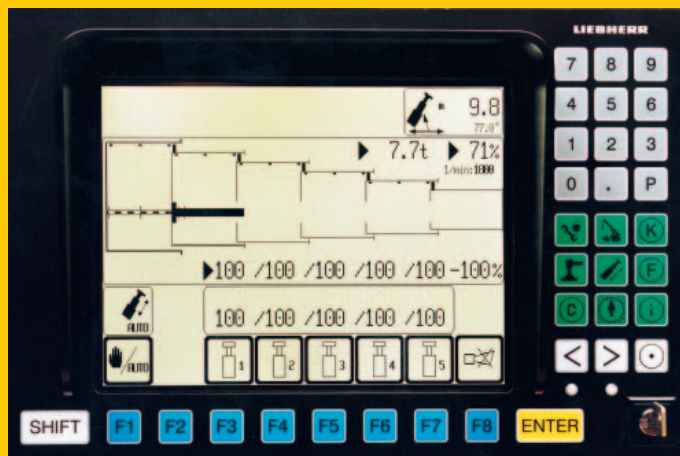 LIEBHERR
m 9.8
77.0°
7.7t 71%
1/min:1800
100 /100 /100 /100 /100 -100%
AUTO
100 /100 /100 /100 /100
/AUTO 1 2 3 4 5
7 8 9
4 5 6
1 2 3
0 . P
K
F
C i
< >
SHIFT F1 F2 F3 F4 F5 F6 F7 F8 ENTER